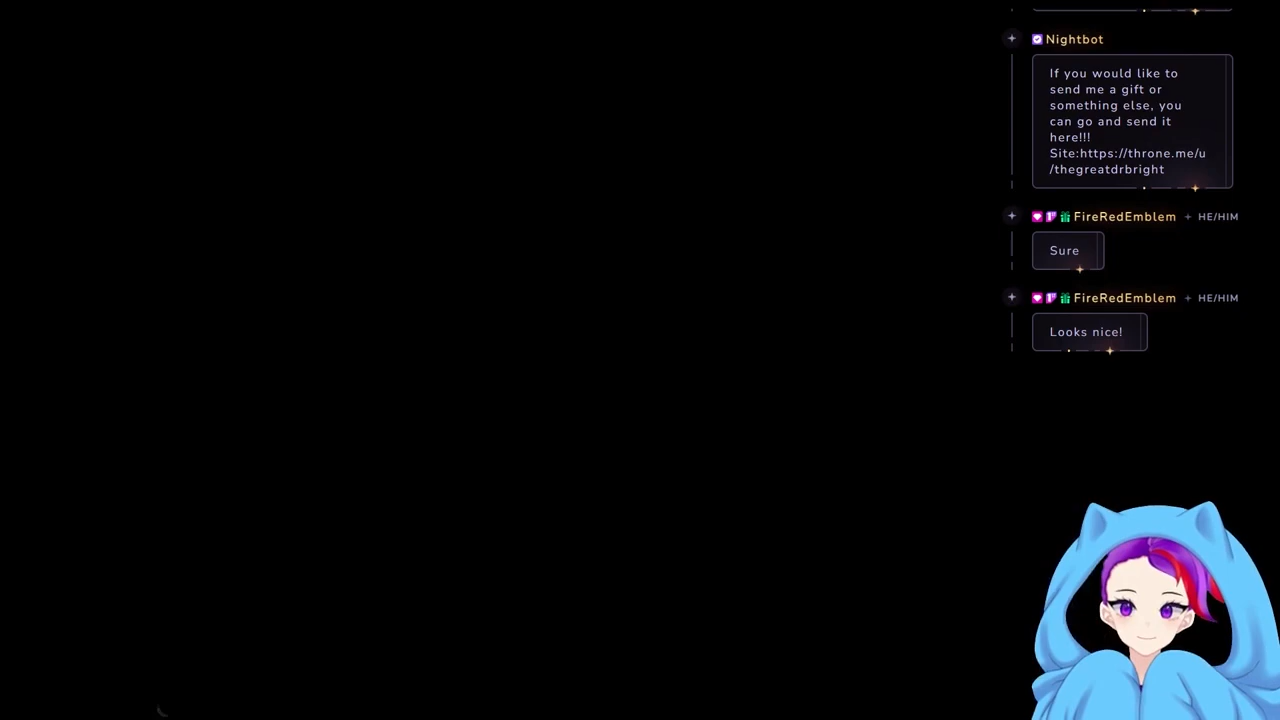 Nightbot
If you would like to
send me a gift or
something else, you
can go and send it
here!!!
Site:https://throne.me/u
/thegreatdrbright
FireRedEmblem HE/HIM
Sure
FireRedEmblem HE/HIM
Looks nice!